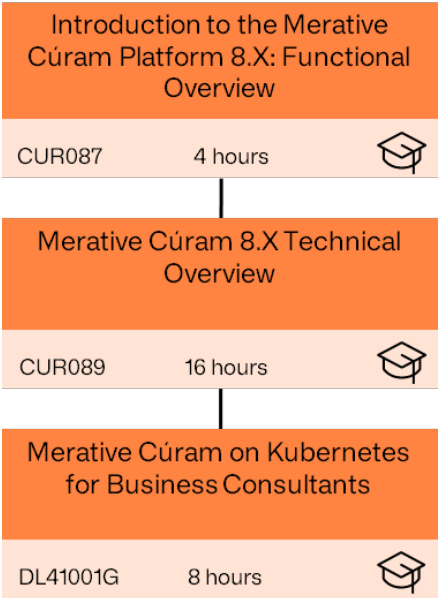 Introduction to the Merative
Cúram Platform 8.X: Functional
Overview
CUR087 4 hours
Merative Cúram 8.X Technical
Overview
CUR089 16 hours
Merative Cúram on Kubernetes
for Business Consultants
DL41001G 8 hours